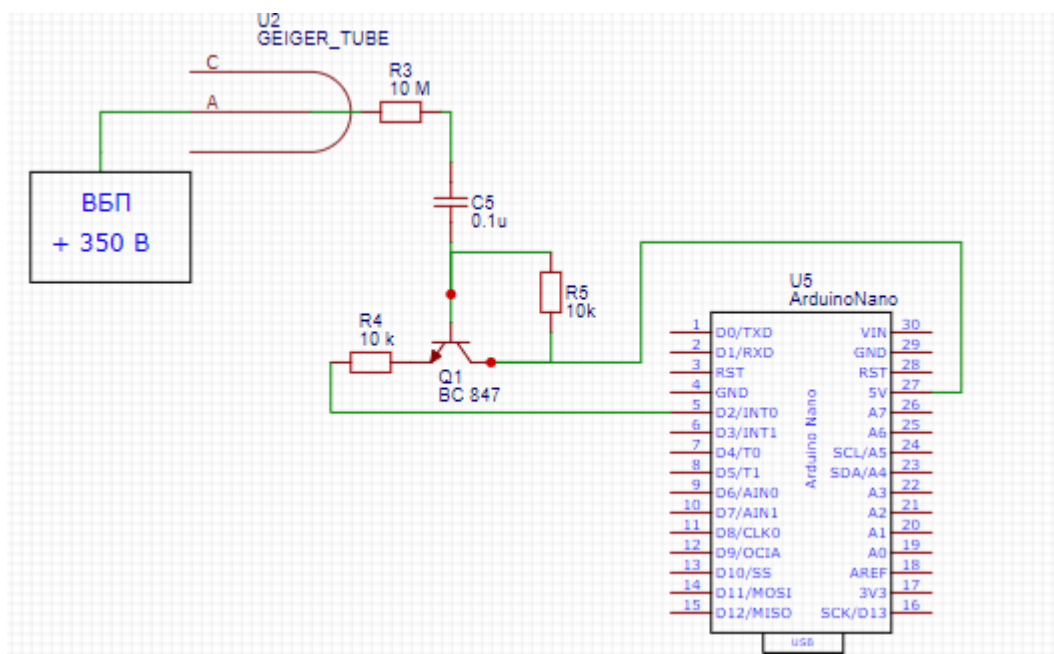 U2
GEIGER_TUBE
C
A
R3
10 M
ВБП
+ 350 В
C5
0.1u
R5
10k
R4
10 k
Q1
BC 847
U5
ArduinoNano
Arduino Nano
1 D0/TXD VIN 30
2 D1/RXD GND 29
3 RST RST 28
4 GND 5V 27
5 D2/INT0 A7 26
6 D3/INT1 A6 25
7 D4/T0 SCL/A5 24
8 D5/T1 SDA/A4 23
9 D6/AIN0 A3 22
10 D7/AIN1 A2 21
11 D8/CLK0 A1 20
12 D9/OCIA A0 19
13 D10/SS AREF 18
14 D11/MOSI 3V3 17
15 D12/MISO SCK/D13 16
USB